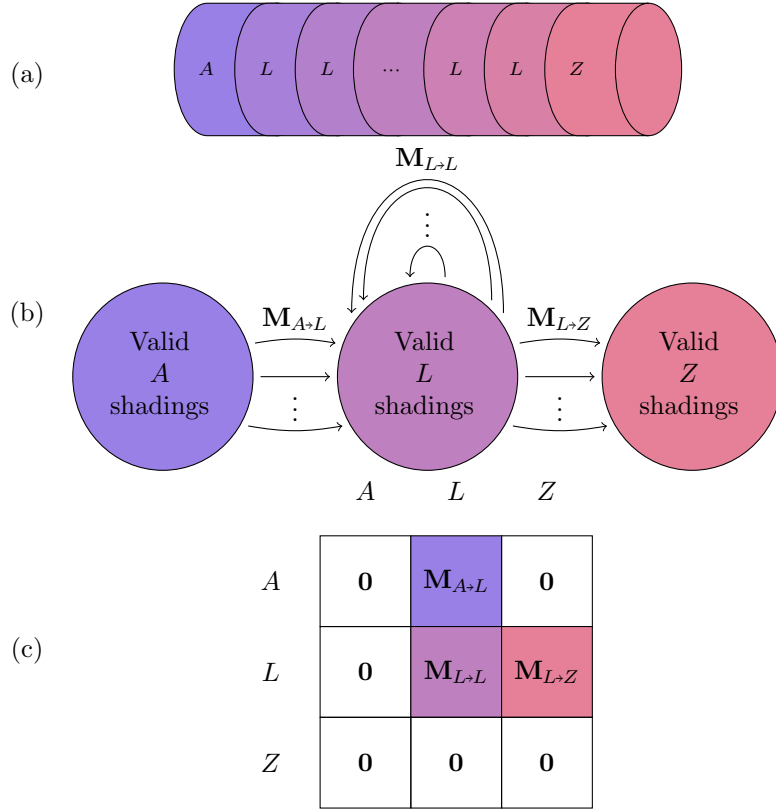 (a)
A L L ... L L Z
M_{L→L}
⋮
(b)
M_{A→L}
M_{L→Z}
Valid
A
shadings
Valid
L
shadings
Valid
Z
shadings
⋮
⋮
A L Z
A 0 M_{A→L} 0
(c)
L 0 M_{L→L} M_{L→Z}
Z 0 0 0